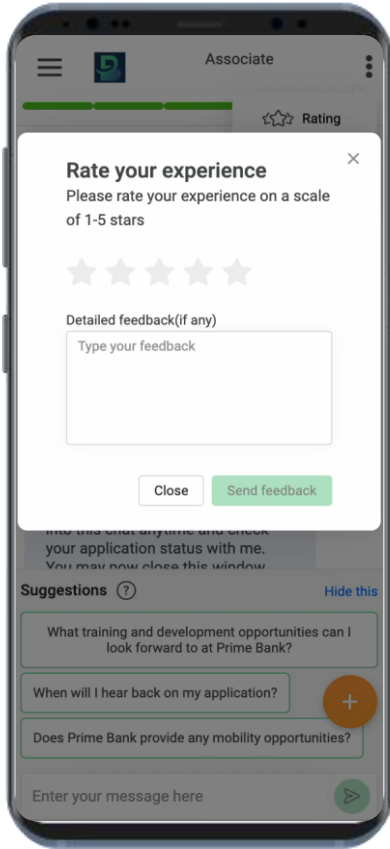 Associate
Rating
Rate your experience
Please rate your experience on a scale
of 1-5 stars
Detailed feedback(if any)
Type your feedback
Close
Send feedback
into this chat anytime and check
your application status with me.
You may now close this window
Suggestions ?
Hide this
What training and development opportunities can I
look forward to at Prime Bank?
When will I hear back on my application?
+
Does Prime Bank provide any mobility opportunities?
Enter your message here